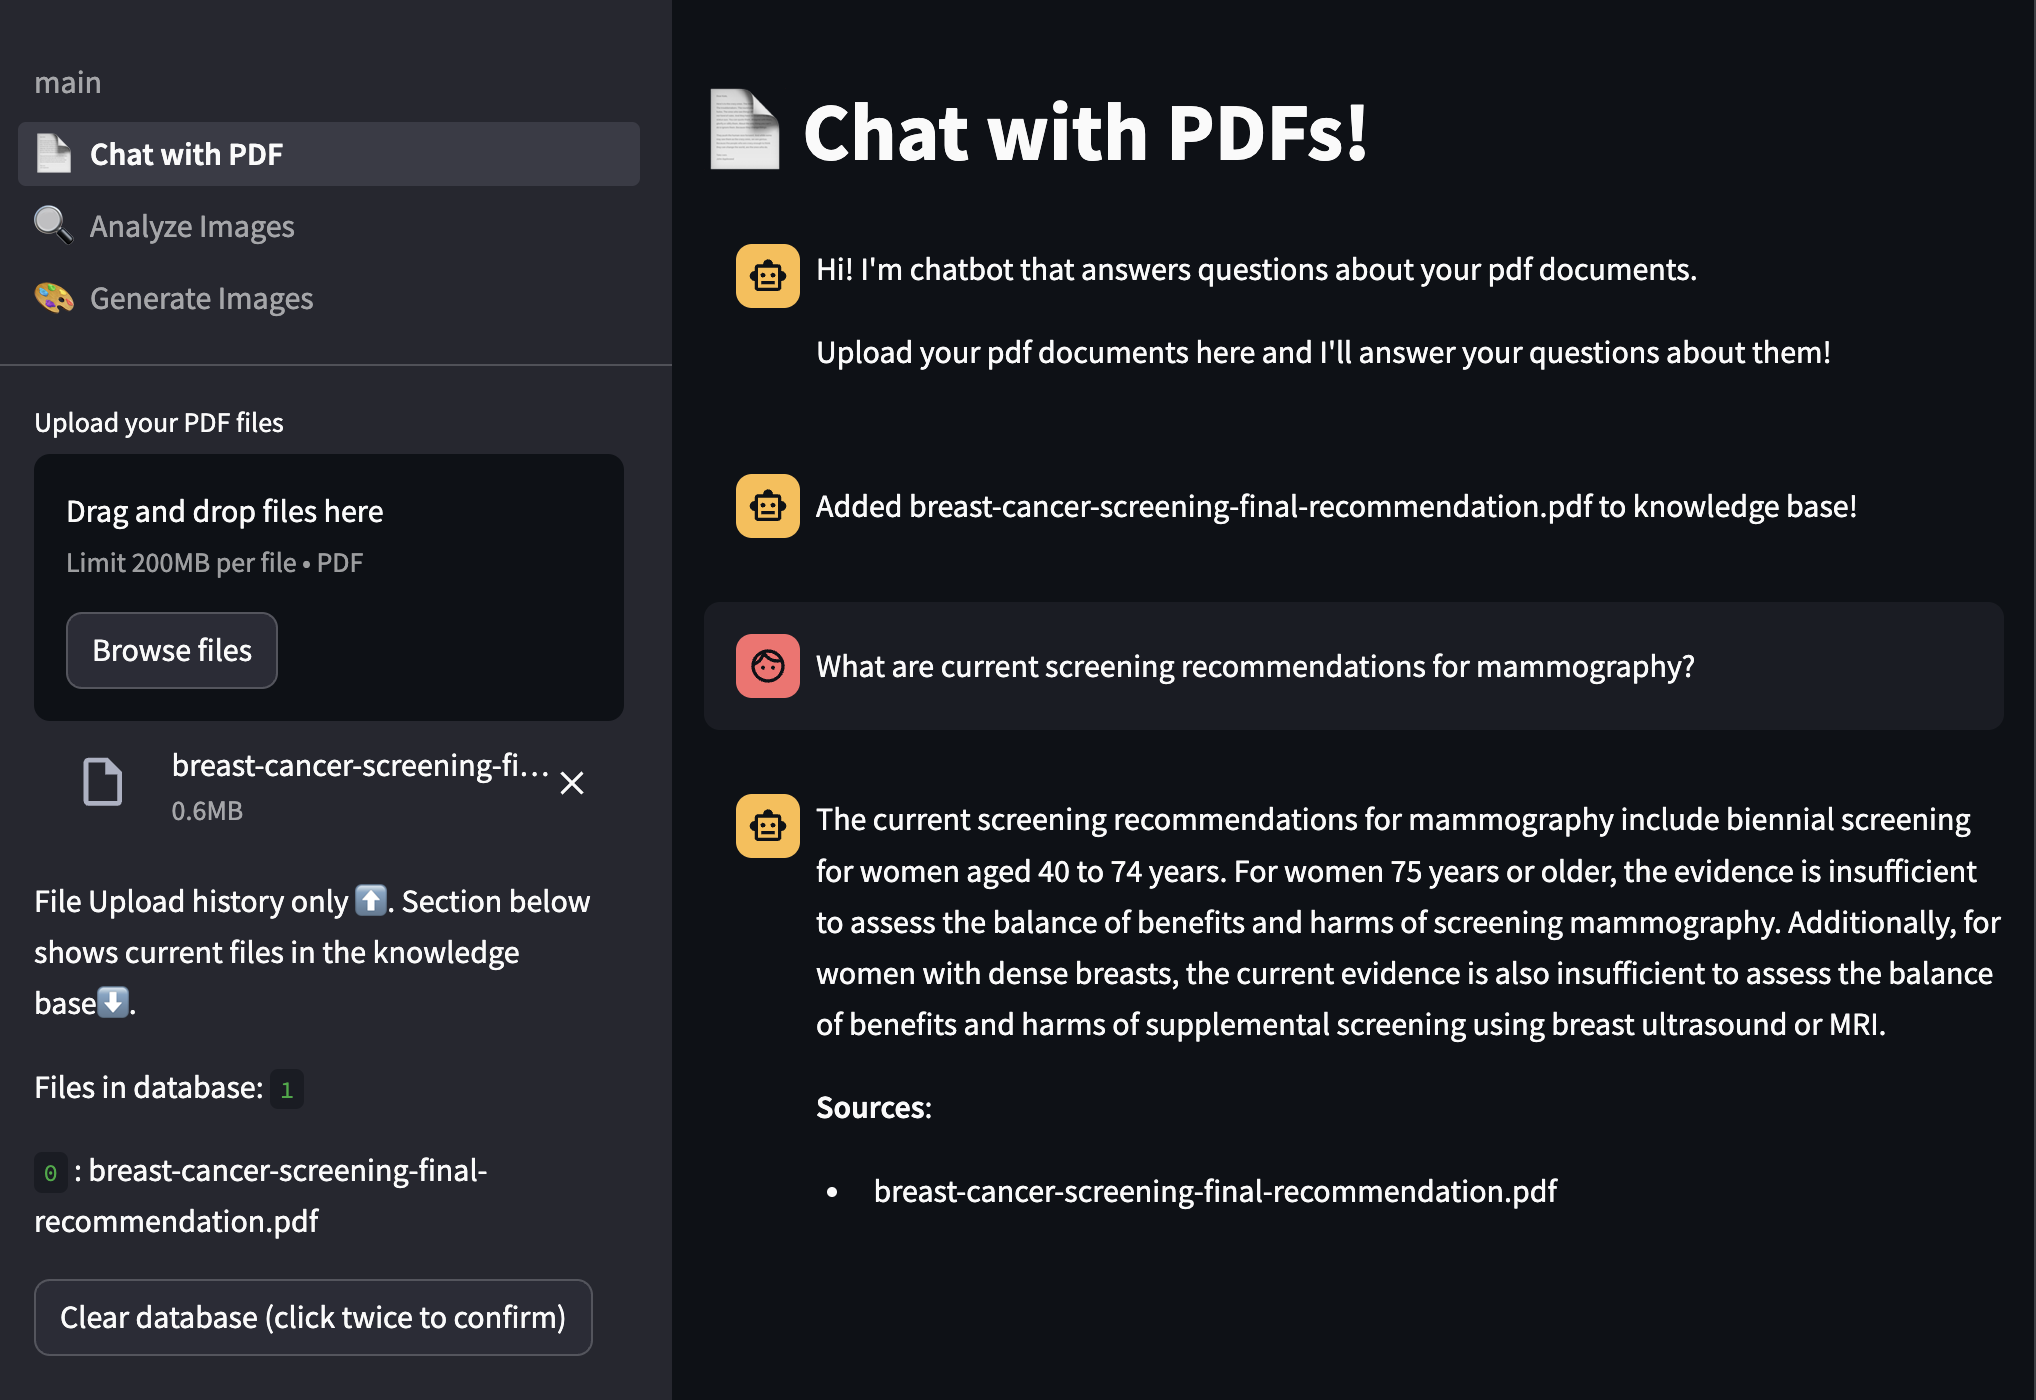 main
Chat with PDF
Analyze Images
Generate Images
Upload your PDF files
Drag and drop files here
Limit 200MB per file • PDF
Browse files
breast-cancer-screening-fi...
0.6MB
File Upload history only ⬆️. Section below
shows current files in the knowledge
base⬇️.
Files in database: 1
0 : breast-cancer-screening-final-
recommendation.pdf
Clear database (click twice to confirm)
Chat with PDFs!
Hi! I'm chatbot that answers questions about your pdf documents.
Upload your pdf documents here and I'll answer your questions about them!
Added breast-cancer-screening-final-recommendation.pdf to knowledge base!
What are current screening recommendations for mammography?
The current screening recommendations for mammography include biennial screening
for women aged 40 to 74 years. For women 75 years or older, the evidence is insufficient
to assess the balance of benefits and harms of screening mammography. Additionally, for
women with dense breasts, the current evidence is also insufficient to assess the balance
of benefits and harms of supplemental screening using breast ultrasound or MRI.
Sources:
• breast-cancer-screening-final-recommendation.pdf